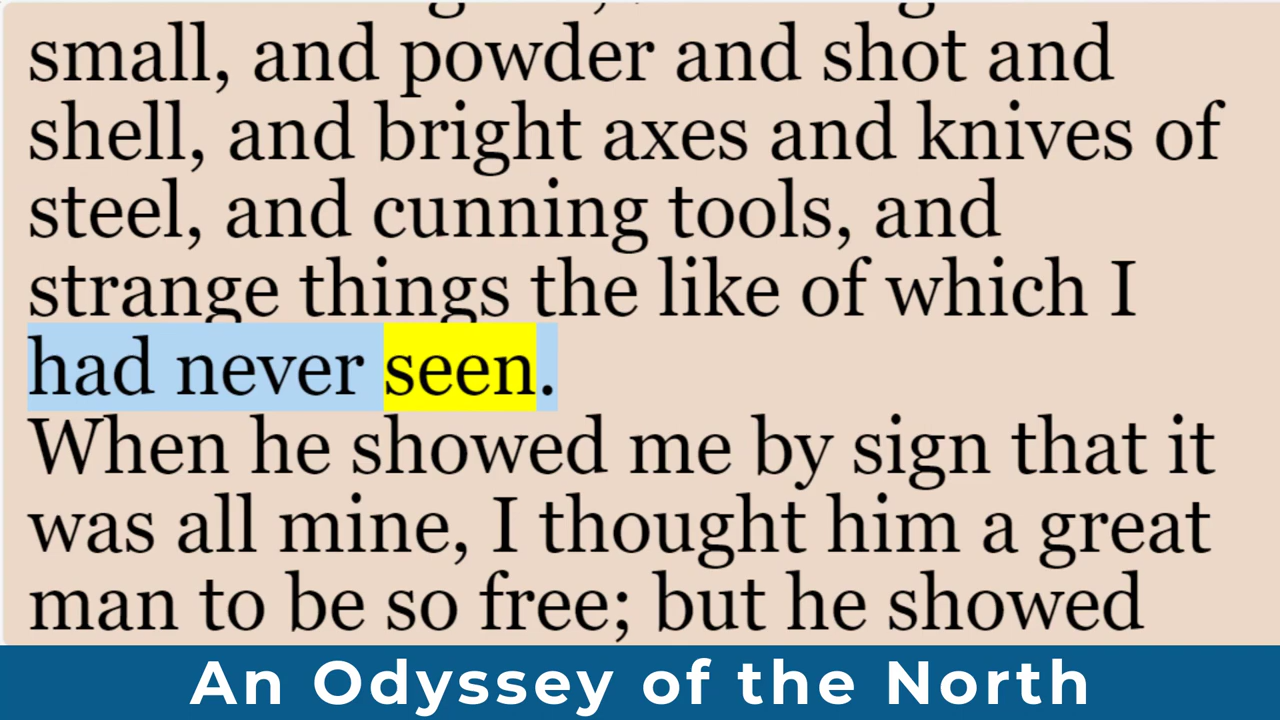 small, and powder and shot and
shell, and bright axes and knives of
steel, and cunning tools, and
strange things the like of which I
had never seen.
When he showed me by sign that it
was all mine, I thought him a great
man to be so free; but he showed
An Odyssey of the North